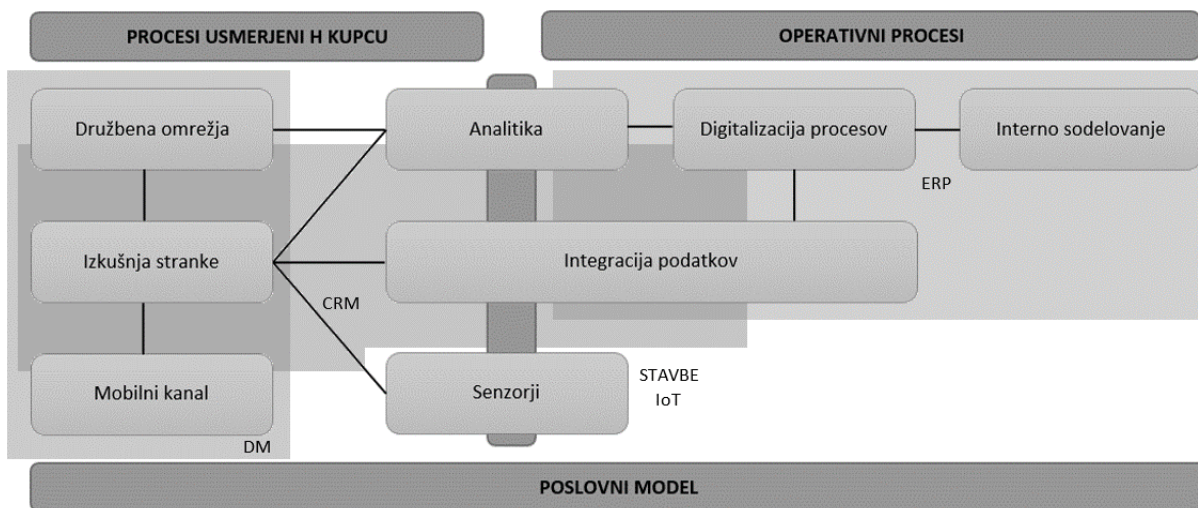 PROCESI USMERJENI H KUPCU
OPERATIVNI PROCESI
Družbena omrežja
Analitika
Digitalizacija procesov
Interno sodelovanje
ERP
Izkušnja stranke
Integracija podatkov
CRM
Mobilni kanal
Senzorji
STAVBE
IoT
DM
POSLOVNI MODEL